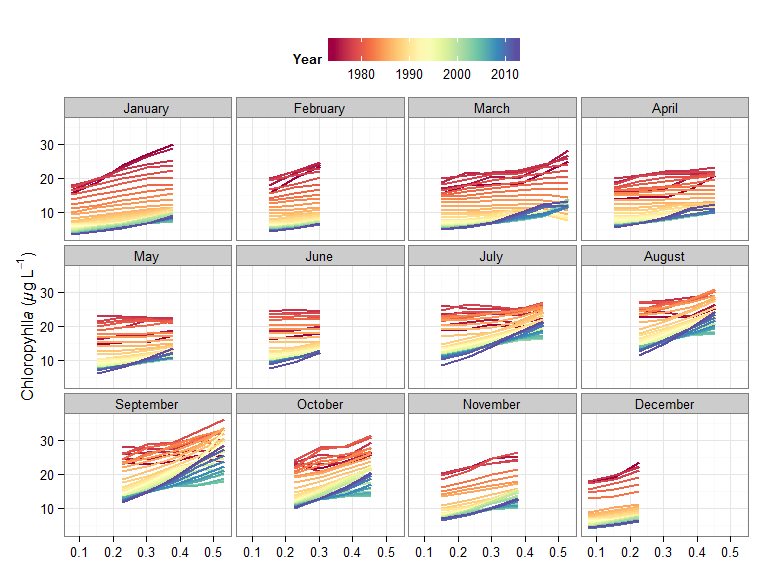 Year
1980 1990 2000 2010
January February March April
30
20
10
May June July August
30
20
10
September October November December
30
20
10
0.1 0.2 0.3 0.4 0.5 0.1 0.2 0.3 0.4 0.5 0.1 0.2 0.3 0.4 0.5 0.1 0.2 0.3 0.4 0.5
Chloropyhlla (μg L⁻¹)